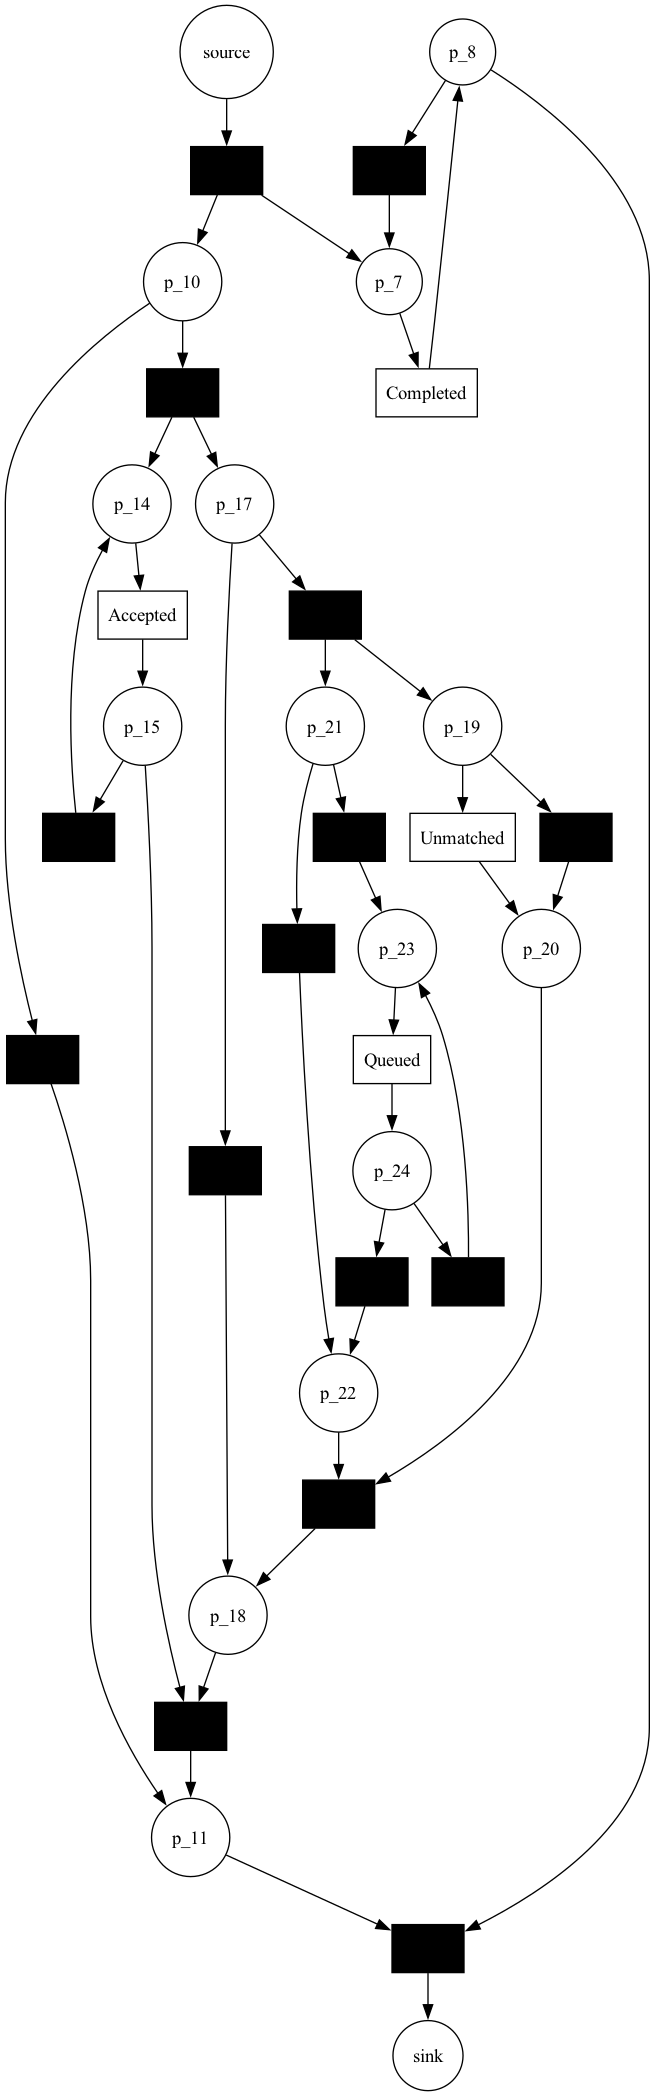 source
p_8
p_10
p_7
Completed
p_14
p_17
Accepted
p_15
p_21
p_19
Unmatched
p_23
p_20
Queued
p_24
p_22
p_18
p_11
sink